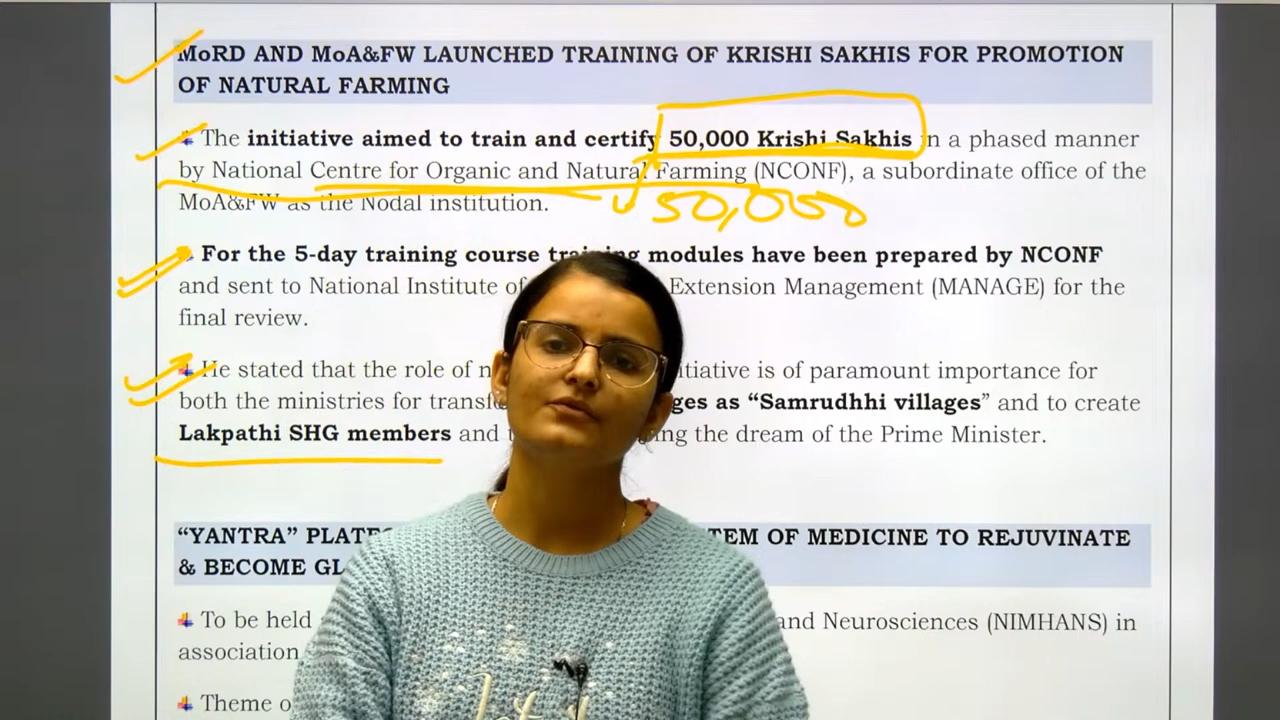 MoRD AND MoA&FW LAUNCHED TRAINING OF KRISHI SAKHIS FOR PROMOTION
OF NATURAL FARMING
The initiative aimed to train and certify 50,000 Krishi Sakhis in a phased manner
by National Centre for Organic and Natural Farming (NCONF), a subordinate office of the
MoA&FW as the Nodal institution.
50,000
For the 5-day training course training modules have been prepared by NCONF
and sent to National Institute of Extension Management (MANAGE) for the
final review.
He stated that the role of is of paramount importance for
both the ministries for as “Samrudhhi villages” and to create
Lakpathi SHG members and the dream of the Prime Minister.
“YANTRA” OF MEDICINE TO REJUVINATE
& BECOME
To be held and Neurosciences (NIMHANS) in
association
Theme